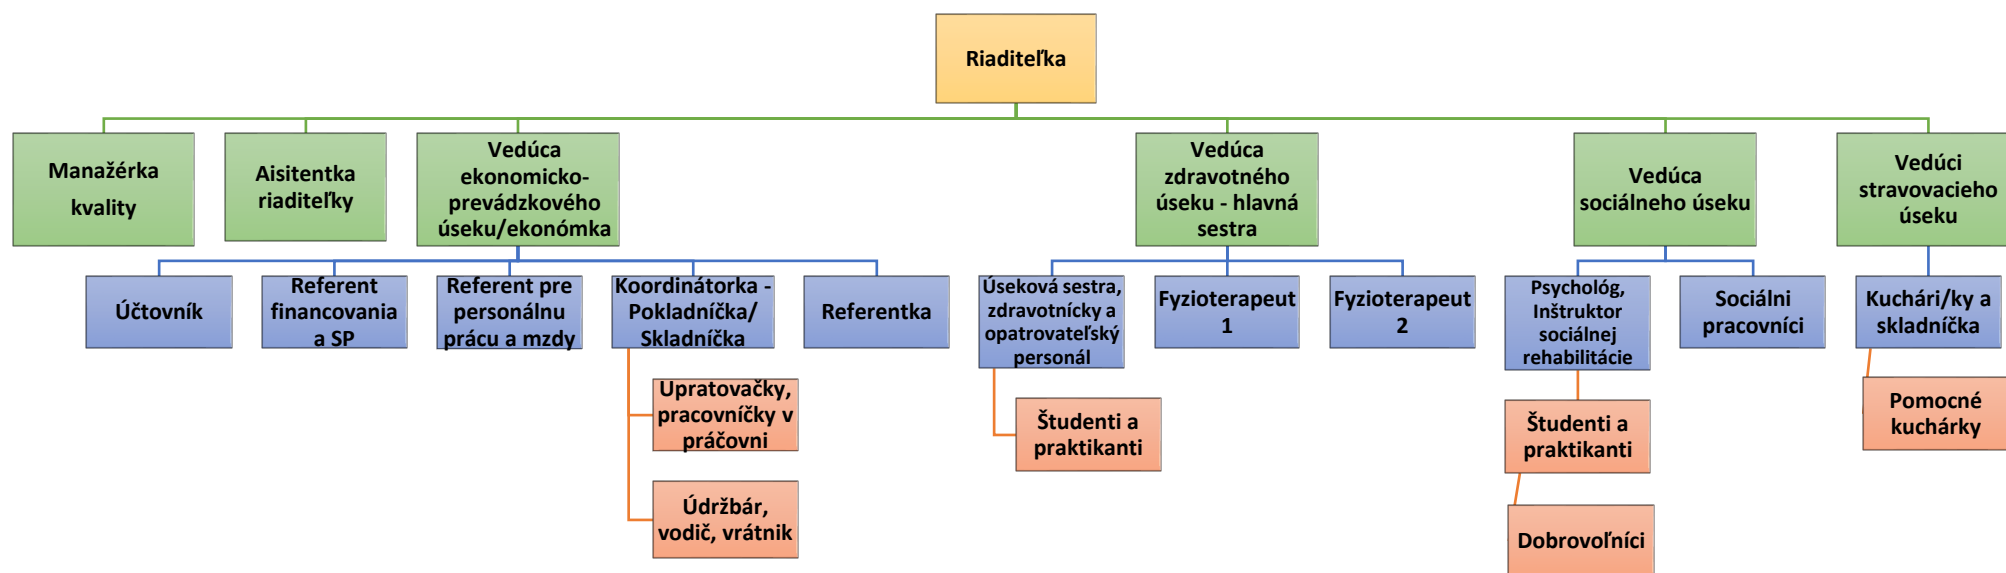 Riaditeľka
Manažérka
kvality
Aisitentka
riaditeľky
Vedúca
ekonomicko-
prevádzkového
úseku/ekonómka
Vedúca
zdravotného
úseku - hlavná
sestra
Vedúca
sociálneho úseku
Vedúci
stravovacieho
úseku
Účtovník
Referent
financovania
a SP
Referent pre
personálnu
prácu a mzdy
Koordinátorka -
Pokladníčka/
Skladníčka
Referentka
Úseková sestra,
zdravotnícky a
opatrovateľský
personál
Fyzioterapeut
1
Fyzioterapeut
2
Psychológ,
Inštruktor
sociálnej
rehabilitácie
Sociálni
pracovníci
Kuchári/ky a
skladníčka
Upratovačky,
pracovníčky v
práčovni
Študenti a
praktikanti
Študenti a
praktikanti
Pomocné
kuchárky
Údržbár,
vodič, vrátnik
Dobrovoľníci